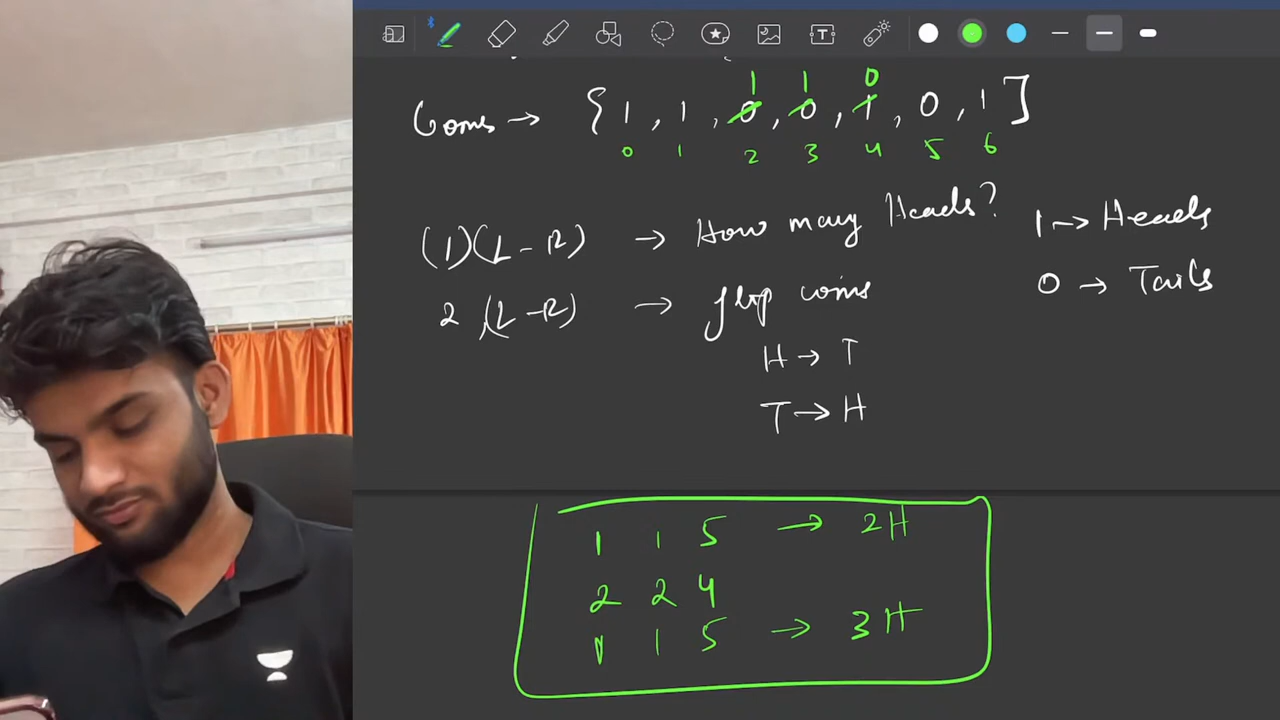 1 1 0
Coins → {1, 1, 0, 0, 1, 0, 1]
0 1 2 3 4 5 6
(1)(L-R) → How many Heads?
1 → Heads
2 (L-R) → flip coins
0 → Tails
H → T
T → H
1 1 5 → 2H
2 2 4
1 1 5 → 3H